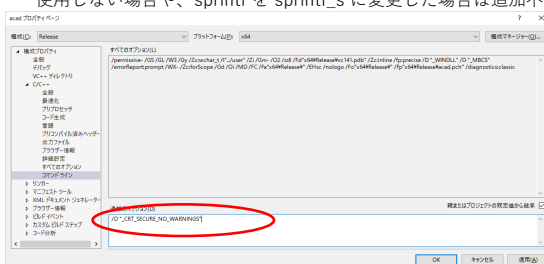 使用しない場合や、sprintf を sprintf_s に変更した場合は追加不
acad プロパティ ページ ? ×
構成(C): Release プラットフォーム(P): x64 構成マネージャー(O)...
構成プロパティ
全般
デバッグ
VC++ ディレクトリ
C/C++
全般
最適化
プリプロセッサ
コード生成
言語
プリコンパイル済みヘッダー
出力ファイル
ブラウザー情報
詳細設定
すべてのオプション
コマンド ライン
リンカー
マニフェスト ツール
XML ドキュメント ジェネレーター
ブラウザー情報
ビルド イベント
カスタム ビルド ステップ
コード分析
すべてのオプション(L)
/permissive- /GS /GL /W3 /Gy /Zc:wchar_t /I"../user" /Zi /Gm- /O2 /sdl /Fd"x64¥Release¥vc141.pdb" /Zc:inline /fp:precise /D "_WINDLL" /D "_MBCS"
/errorReport:prompt /WX- /Zc:forScope /Gd /Oi /MD /FC /Fa"x64¥Release¥" /EHsc /nologo /Fo"x64¥Release¥" /Fp"x64¥Release¥acad.pch" /diagnostics:classic
追加のオプション(D)
親またはプロジェクトの既定値から継承
/D "_CRT_SECURE_NO_WARNINGS"
OK キャンセル 適用(A)